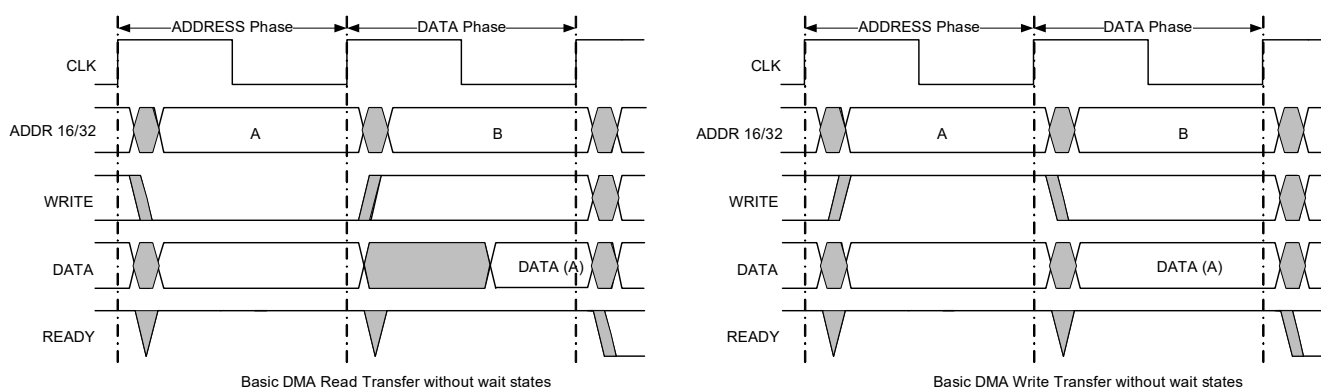 ADDRESS Phase DATA Phase
CLK
ADDR 16/32 A B
WRITE
DATA DATA (A)
READY
Basic DMA Read Transfer without wait states
ADDRESS Phase DATA Phase
CLK
ADDR 16/32 A B
WRITE
DATA DATA (A)
READY
Basic DMA Write Transfer without wait states